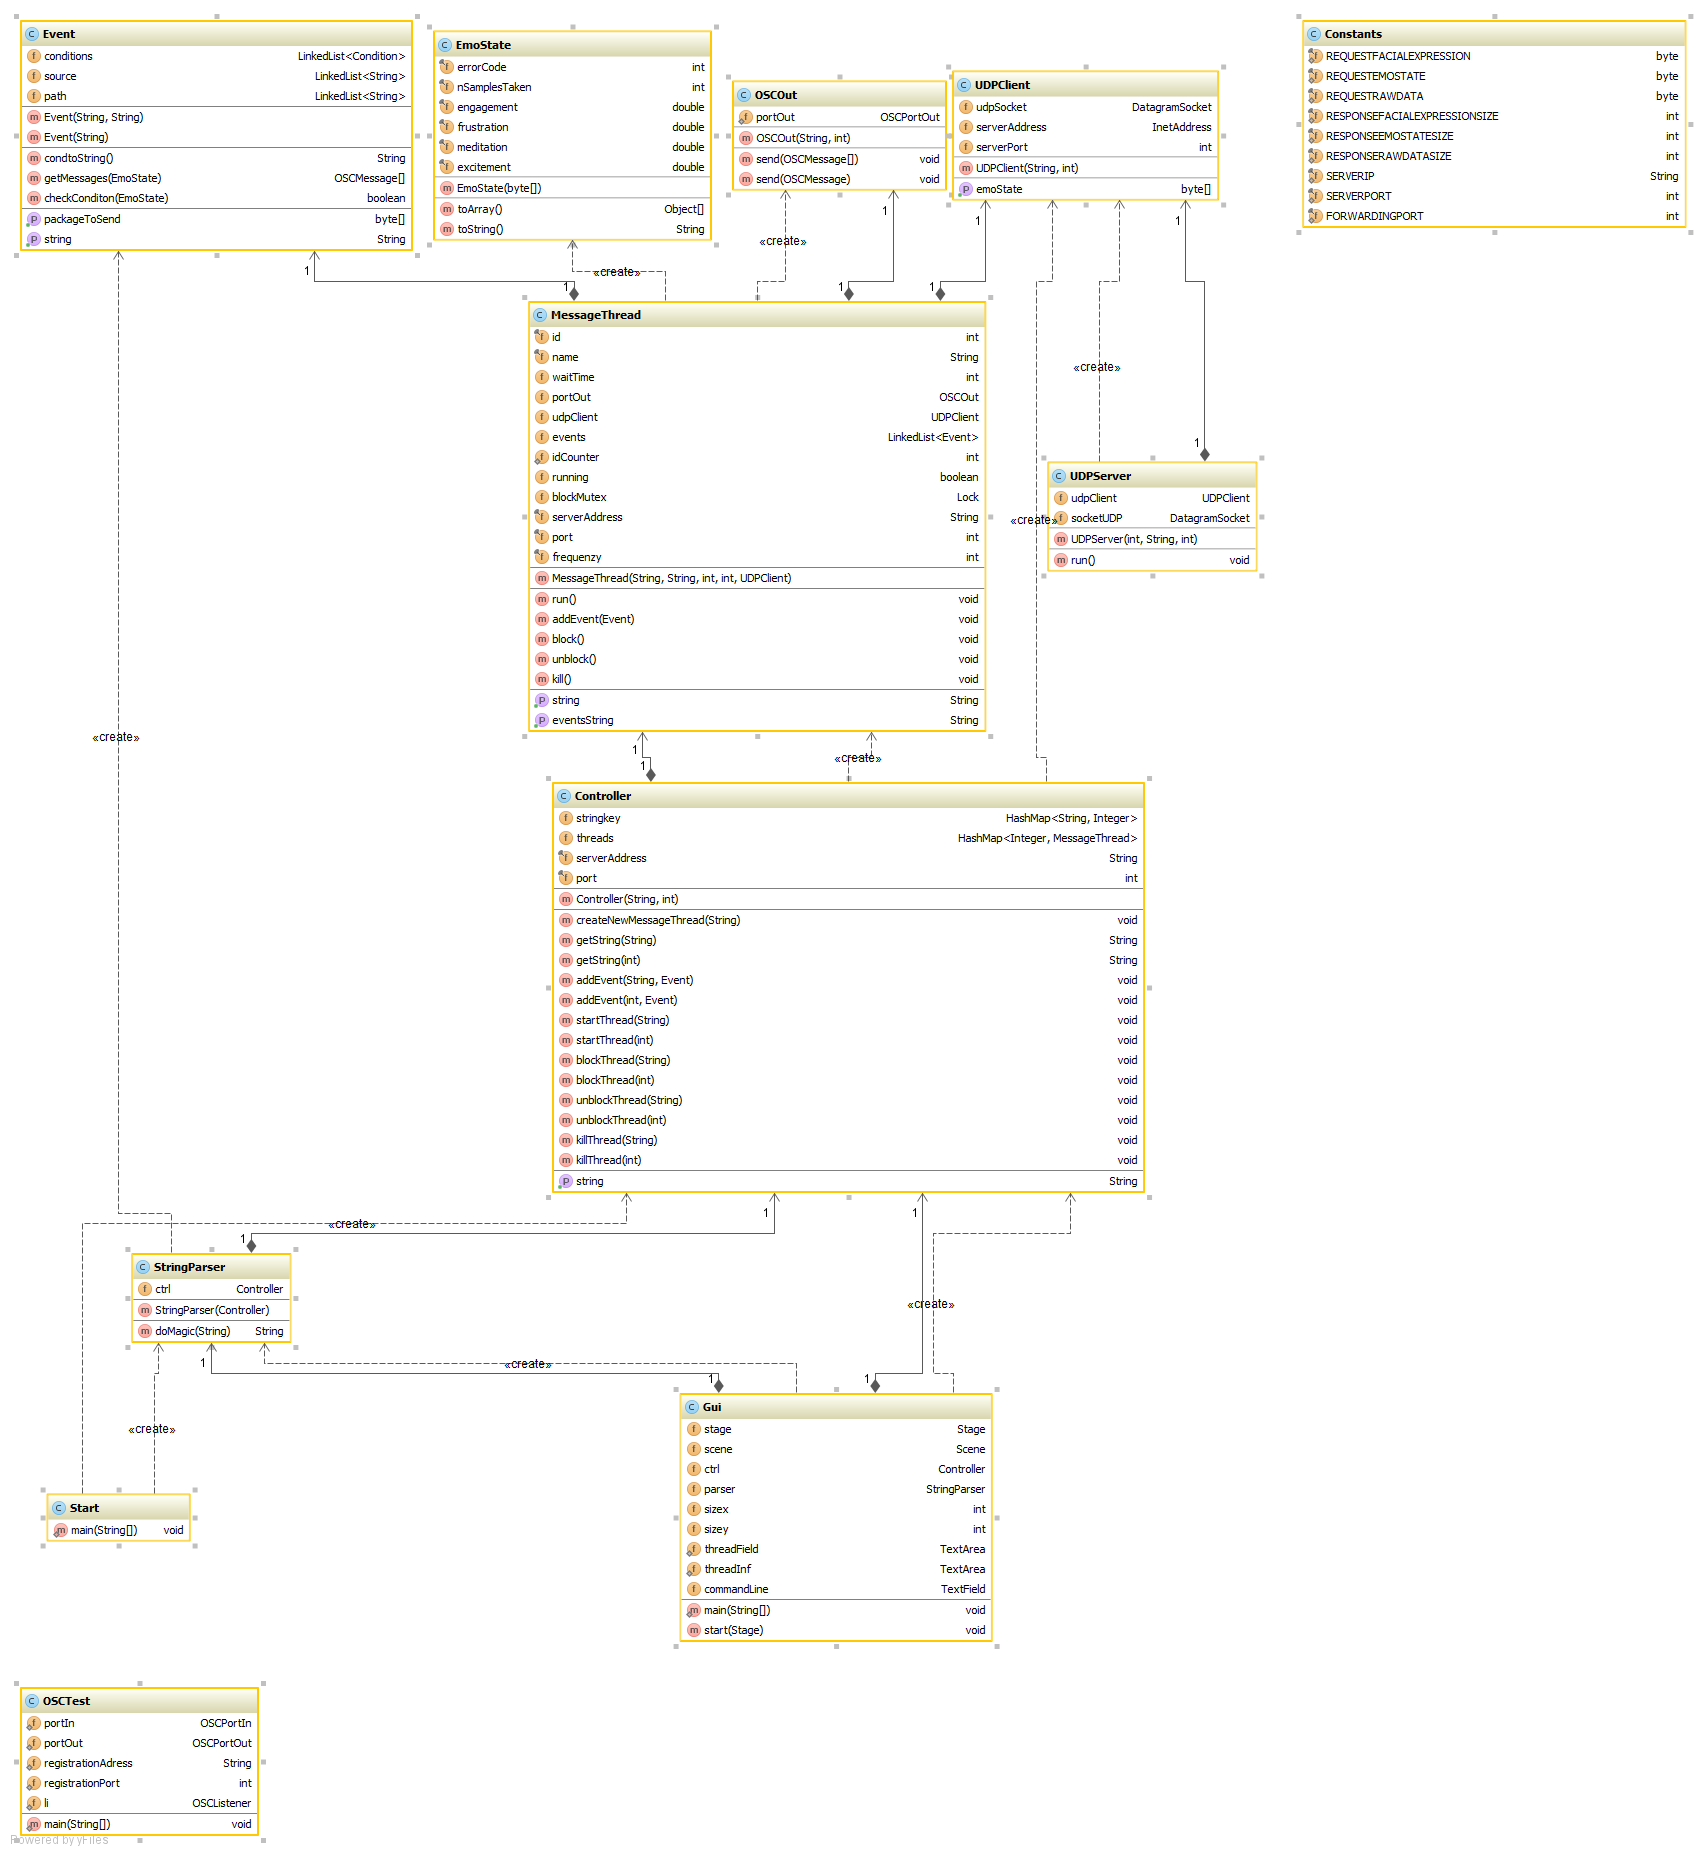 Event
conditions LinkedList<Condition>
source LinkedList<String>
path LinkedList<String>
Event(String, String)
Event(String)
condtoString() String
getMessages(EmoState) OSCMessage[]
checkConditon(EmoState) boolean
packageToSend byte[]
string String
EmoState
errorCode int
nSamplesTaken int
engagement double
frustration double
meditation double
excitement double
EmoState(byte[])
toArray() Object[]
toString() String
OSCOut
portOut OSCPortOut
OSCOut(String, int)
send(OSCMessage[]) void
send(OSCMessage) void
UDPClient
udpSocket DatagramSocket
serverAddress InetAddress
serverPort int
UDPClient(String, int)
emoState byte[]
Constants
REQUESTFACIALEXPRESSION byte
REQUESTEMOSTATE byte
REQUESTRAWDATA byte
RESPONSEFACIALEXPRESSIONSIZE int
RESPONSEEMOSTATESIZE int
RESPONSERAWDATASIZE int
SERVERIP String
SERVERPORT int
FORWARDINGPORT int
1
1
«create»
«create»
1
1
1
1
1
«create»
1
«create»
«create»
MessageThread
id int
name String
waitTime int
portOut OSCOut
udpClient UDPClient
events LinkedList<Event>
idCounter int
running boolean
blockMutex Lock
serverAddress String
port int
frequenzy int
MessageThread(String, String, int, int, UDPClient)
run() void
addEvent(Event) void
block() void
unblock() void
kill() void
string String
eventsString String
UDPServer
udpClient UDPClient
socketUDP DatagramSocket
UDPServer(int, String, int)
run() void
«create»
1
1
«create»
Controller
stringkey HashMap<String, Integer>
threads HashMap<Integer, MessageThread>
serverAddress String
port int
Controller(String, int)
createNewMessageThread(String) void
getString(String) String
getString(int) String
addEvent(String, Event) void
addEvent(int, Event) void
startThread(String) void
startThread(int) void
blockThread(String) void
blockThread(int) void
unblockThread(String) void
unblockThread(int) void
killThread(String) void
killThread(int) void
string String
«create»
1
1
1
«create»
StringParser
ctrl Controller
StringParser(Controller)
doMagic(String) String
1
«create»
1
1
«create»
Gui
stage Stage
scene Scene
ctrl Controller
parser StringParser
sizex int
sizey int
threadField TextArea
threadInf TextArea
commandLine TextField
main(String[]) void
start(Stage) void
Start
main(String[]) void
OSCTest
portIn OSCPortIn
portOut OSCPortOut
registrationAdress String
registrationPort int
li OSCListener
main(String[]) void
Powered by yFiles